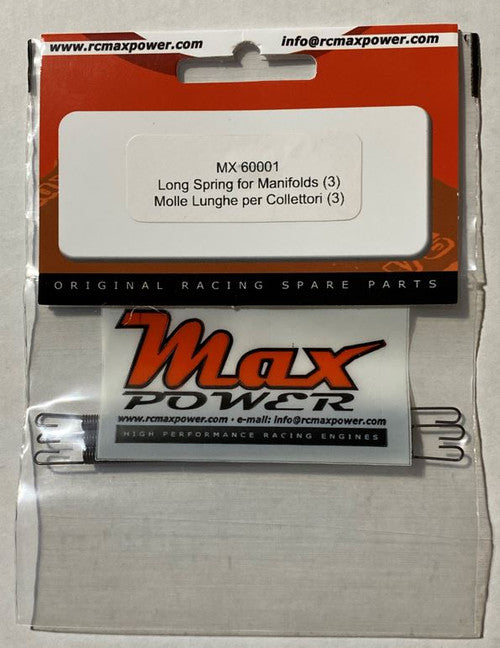 www.rcmaxpower.com info@rcmaxpower.com
MX 60001
Long Spring for Manifolds (3)
Molle Lunghe per Collettori (3)
ORIGINAL RACING SPARE PARTS
Max
POWER
www.rcmaxpower.com • e-mail: info@rcmaxpower.com
HIGH PERFORMANCE RACING ENGINES